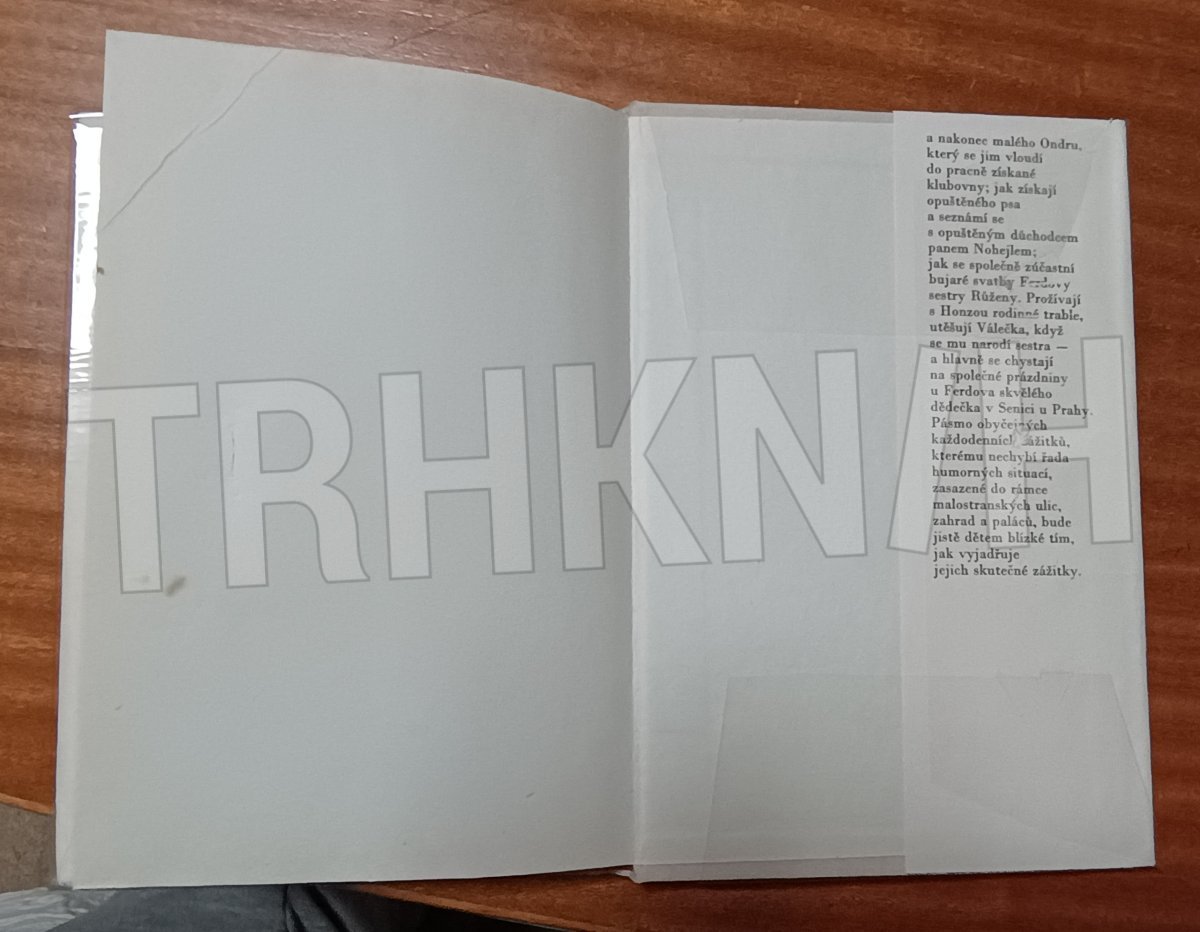 a nakonec malého Ondru,
který se jim vloudí
do pracně získané
klubovny; jak získají
opuštěného psa
a seznámí se
s opuštěným důchodcem
panem Nohejlem;
jak se společně zúčastní
bujaré svatby Ferdovy
sestry Růženy. Prožívají
s Honzou rodinné trable,
utěšují Válečka, když
se mu narodí sestra —
a hlavně se chystají
na společné prázdniny
u Ferdova skvělého
dědečka v Senici u Prahy.
Pásmo obyčejných
každodenních zážitků,
kterému nechybí řada
humorných situací,
zasazené do rámce
malostranských ulic,
zahrad a paláců, bude
jistě dětem blízké tím,
jak vyjadřuje
jejich skutečné zážitky.
TRHKNIH